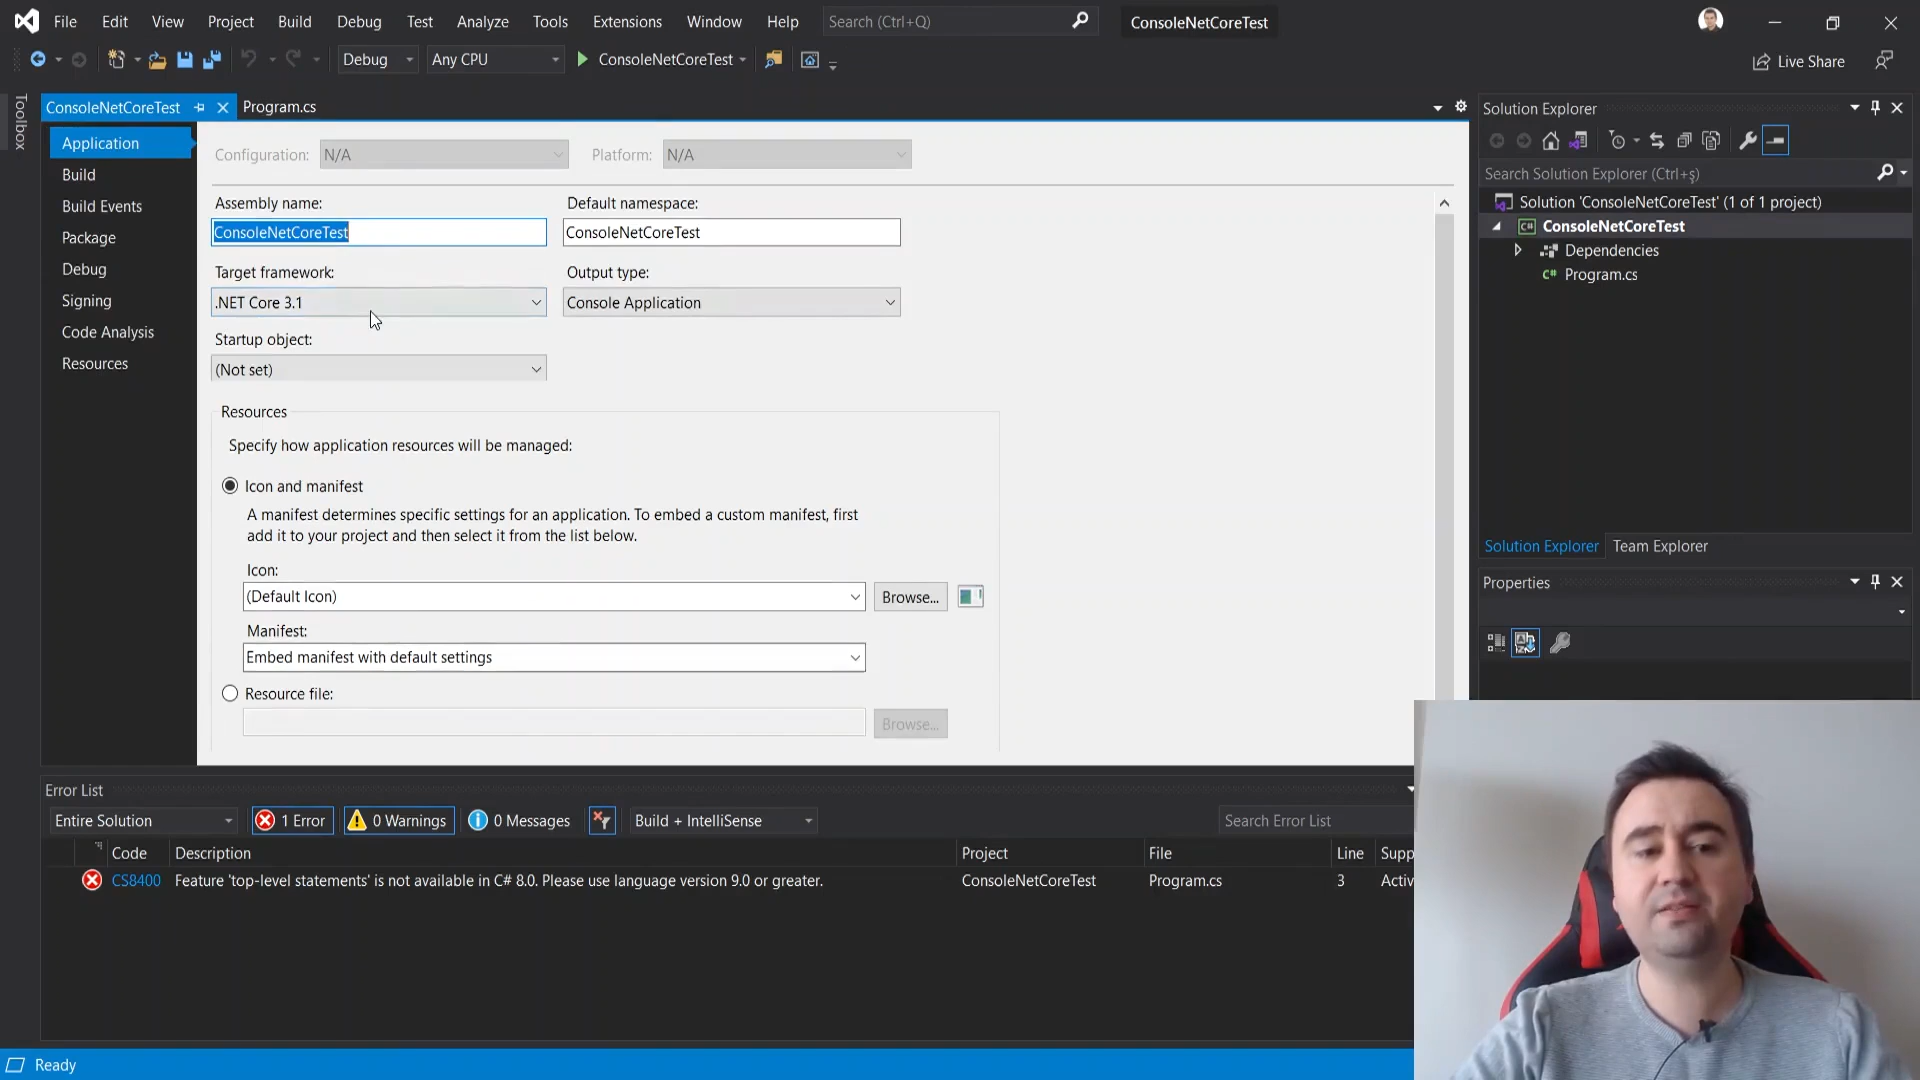 File Edit View Project Build Debug Test Analyze Tools Extensions Window Help Search (Ctrl+Q) ConsoleNetCoreTest
Debug Any CPU ConsoleNetCoreTest Live Share
Toolbox
ConsoleNetCoreTest Program.cs
Application
Build
Build Events
Package
Debug
Signing
Code Analysis
Resources
Configuration: N/A Platform: N/A
Assembly name: Default namespace:
ConsoleNetCoreTest ConsoleNetCoreTest
Target framework: Output type:
.NET Core 3.1 Console Application
Startup object:
(Not set)
Resources
Specify how application resources will be managed:
Icon and manifest
A manifest determines specific settings for an application. To embed a custom manifest, first
add it to your project and then select it from the list below.
Icon:
(Default Icon) Browse...
Manifest:
Embed manifest with default settings
Resource file:
Browse...
Solution Explorer
Search Solution Explorer (Ctrl+ş)
Solution 'ConsoleNetCoreTest' (1 of 1 project)
C# ConsoleNetCoreTest
Dependencies
C# Program.cs
Solution Explorer Team Explorer
Properties
Error List
Entire Solution 1 Error 0 Warnings 0 Messages Build + IntelliSense Search Error List
Code Description Project File Line Supp
CS8400 Feature 'top-level statements' is not available in C# 8.0. Please use language version 9.0 or greater. ConsoleNetCoreTest Program.cs 3 Activ
Ready